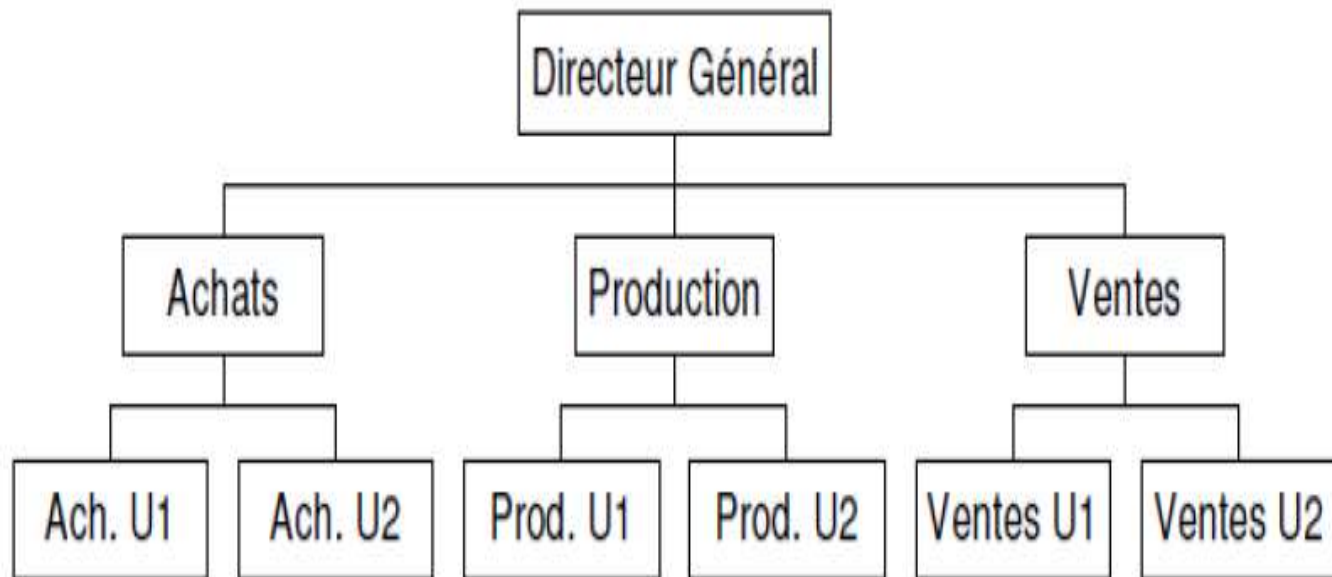 Directeur Général
Achats
Production
Ventes
Ach. U1
Ach. U2
Prod. U1
Prod. U2
Ventes U1
Ventes U2